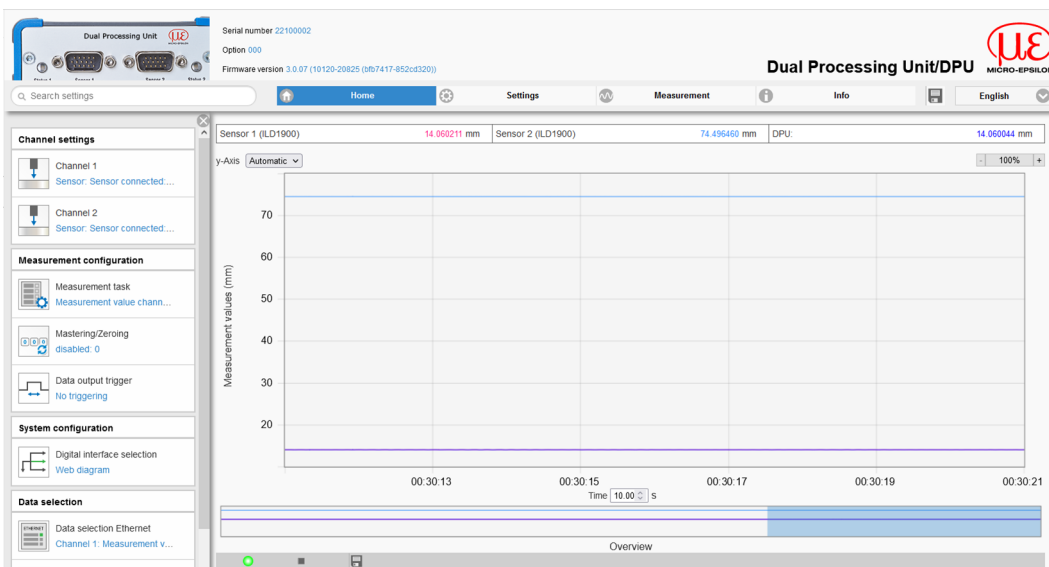 Dual Processing Unit
με
MICRO-EPSILON
Serial number 22100002
Option 000
Firmware version 3.0.07 (10120-20825 (bfb7417-852cd320))
Dual Processing Unit/DPU
με
MICRO-EPSILON
Search settings
Home
Settings
Measurement
Info
English
Channel settings
Channel 1
Sensor: Sensor connected:...
Channel 2
Sensor: Sensor connected:...
Measurement configuration
Measurement task
Measurement value chann...
Mastering/Zeroing
disabled: 0
Data output trigger
No triggering
System configuration
Digital interface selection
Web diagram
Data selection
ETHERNET
Data selection Ethernet
Channel 1: Measurement v...
Sensor 1 (ILD1900) 14.060211 mm
Sensor 2 (ILD1900) 74.496460 mm
DPU: 14.060044 mm
y-Axis Automatic
- 100% +
Measurement values (mm)
70
60
50
40
30
20
00:30:13 00:30:15 00:30:17 00:30:19 00:30:21
Time 10.00 s
Overview